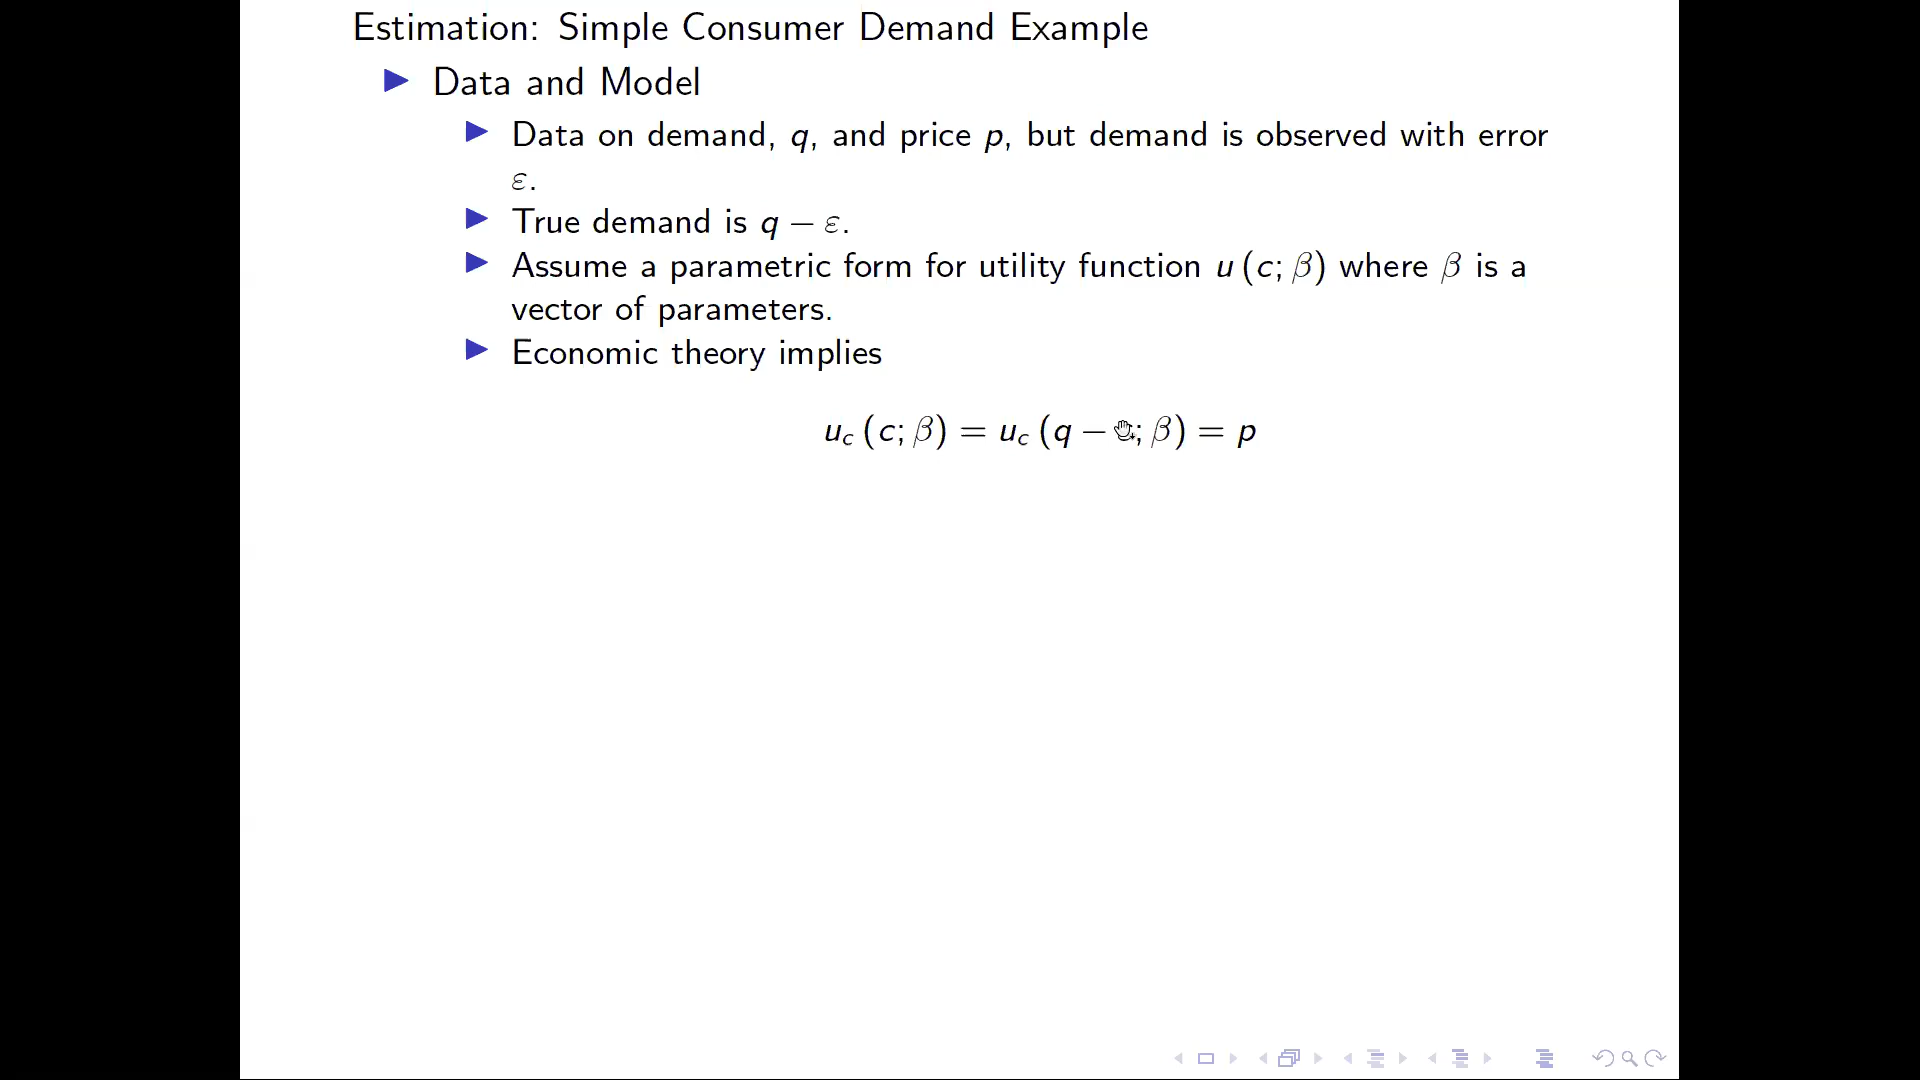 Estimation: Simple Consumer Demand Example
Data and Model
Data on demand, q, and price p, but demand is observed with error
ε.
True demand is q − ε.
Assume a parametric form for utility function u (c; β) where β is a
vector of parameters.
Economic theory implies
u_c (c; β) = u_c (q − ; β) = p